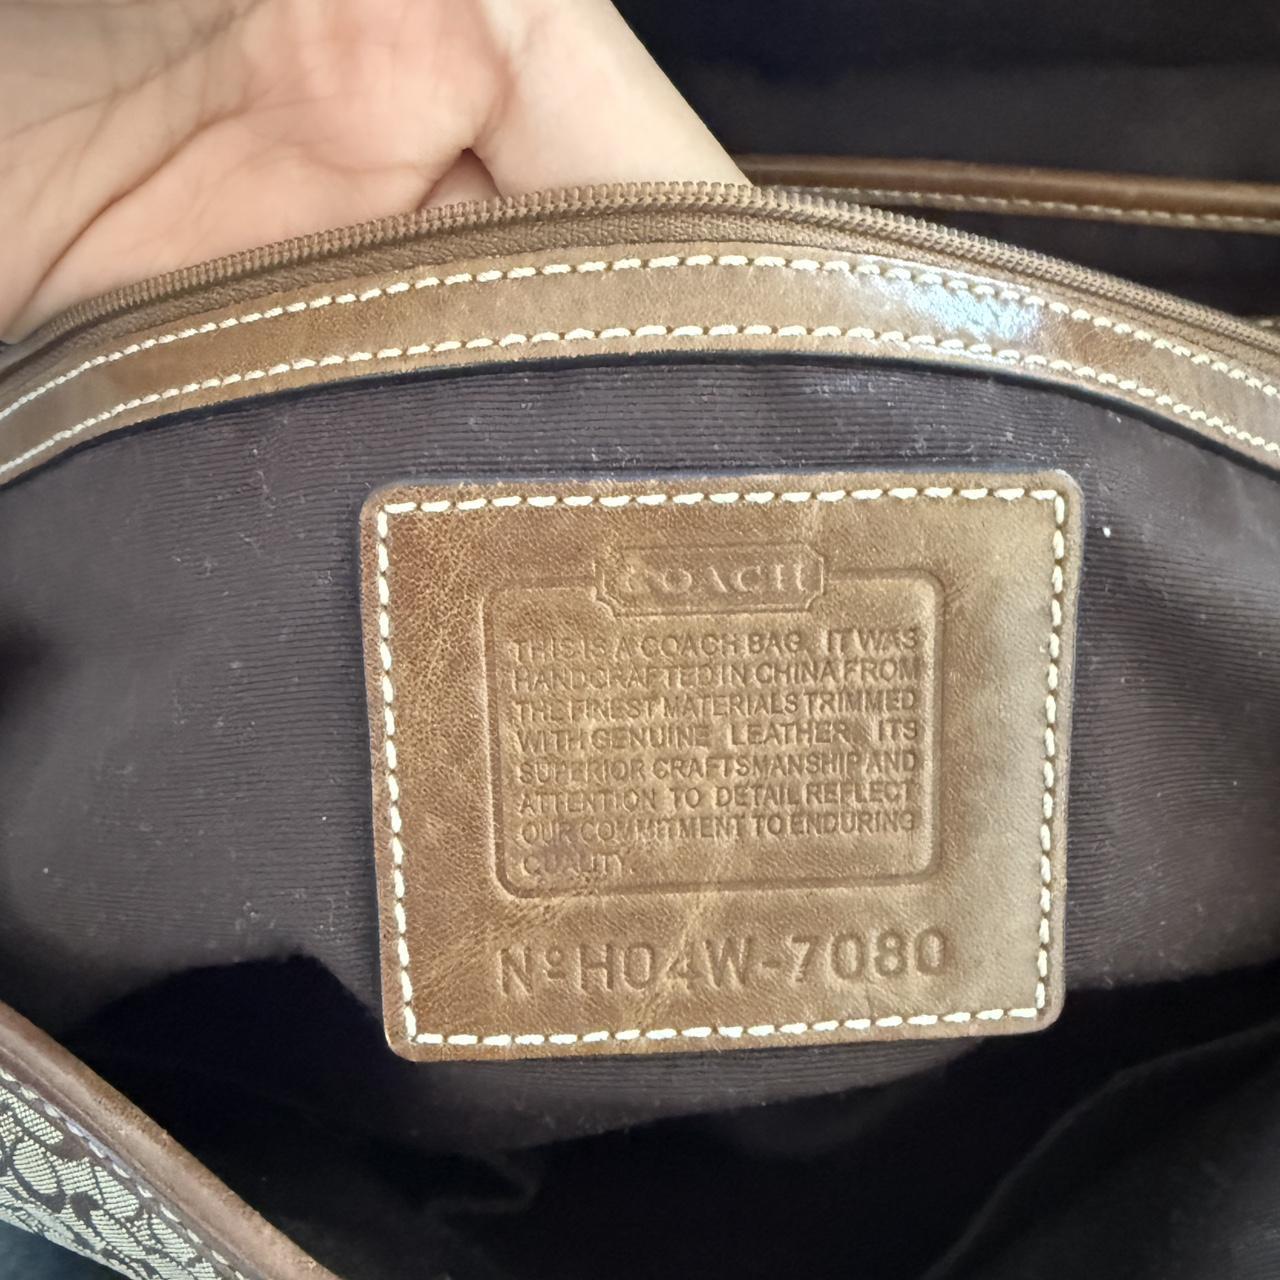 COACH
THIS IS A COACH BAG. IT WAS
HANDCRAFTED IN CHINA FROM
THE FINEST MATERIALS TRIMMED
WITH GENUINE LEATHER. ITS
SUPERIOR CRAFTSMANSHIP AND
ATTENTION TO DETAIL REFLECT
OUR COMMITMENT TO ENDURING
QUALITY.
Nº H04W-7080